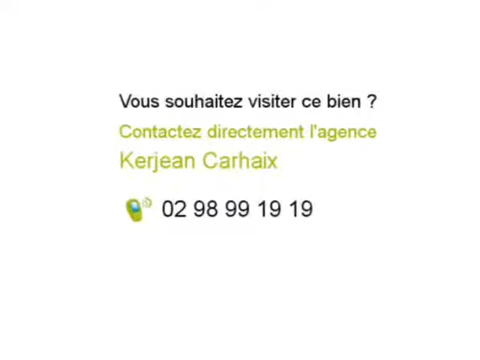 Vous souhaitez visiter ce bien ?
Contactez directement l'agence
Kerjean Carhaix
02 98 99 19 19